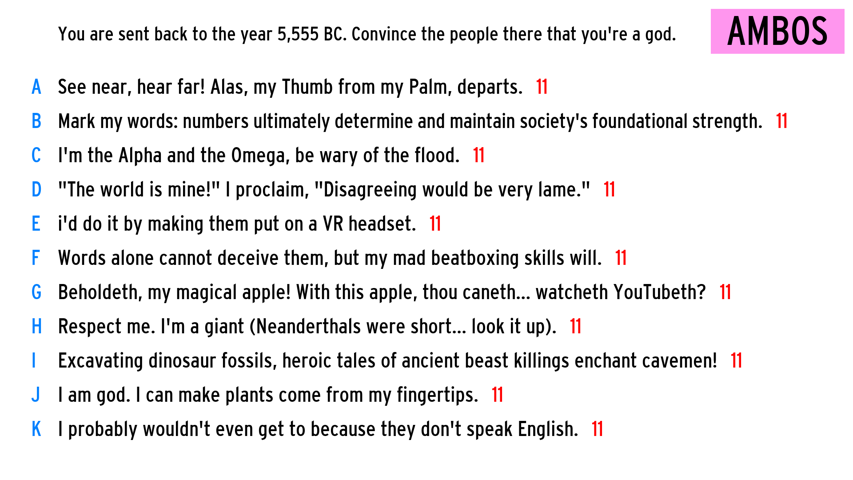 You are sent back to the year 5,555 BC. Convince the people there that you're a god.
AMBOS
A See near, hear far! Alas, my Thumb from my Palm, departs. 11
B Mark my words: numbers ultimately determine and maintain society's foundational strength. 11
C I'm the Alpha and the Omega, be wary of the flood. 11
D "The world is mine!" I proclaim, "Disagreeing would be very lame." 11
E i'd do it by making them put on a VR headset. 11
F Words alone cannot deceive them, but my mad beatboxing skills will. 11
G Beholdeth, my magical apple! With this apple, thou caneth... watcheth YouTubeth? 11
H Respect me. I'm a giant (Neanderthals were short... look it up). 11
I Excavating dinosaur fossils, heroic tales of ancient beast killings enchant cavemen! 11
J I am god. I can make plants come from my fingertips. 11
K I probably wouldn't even get to because they don't speak English. 11